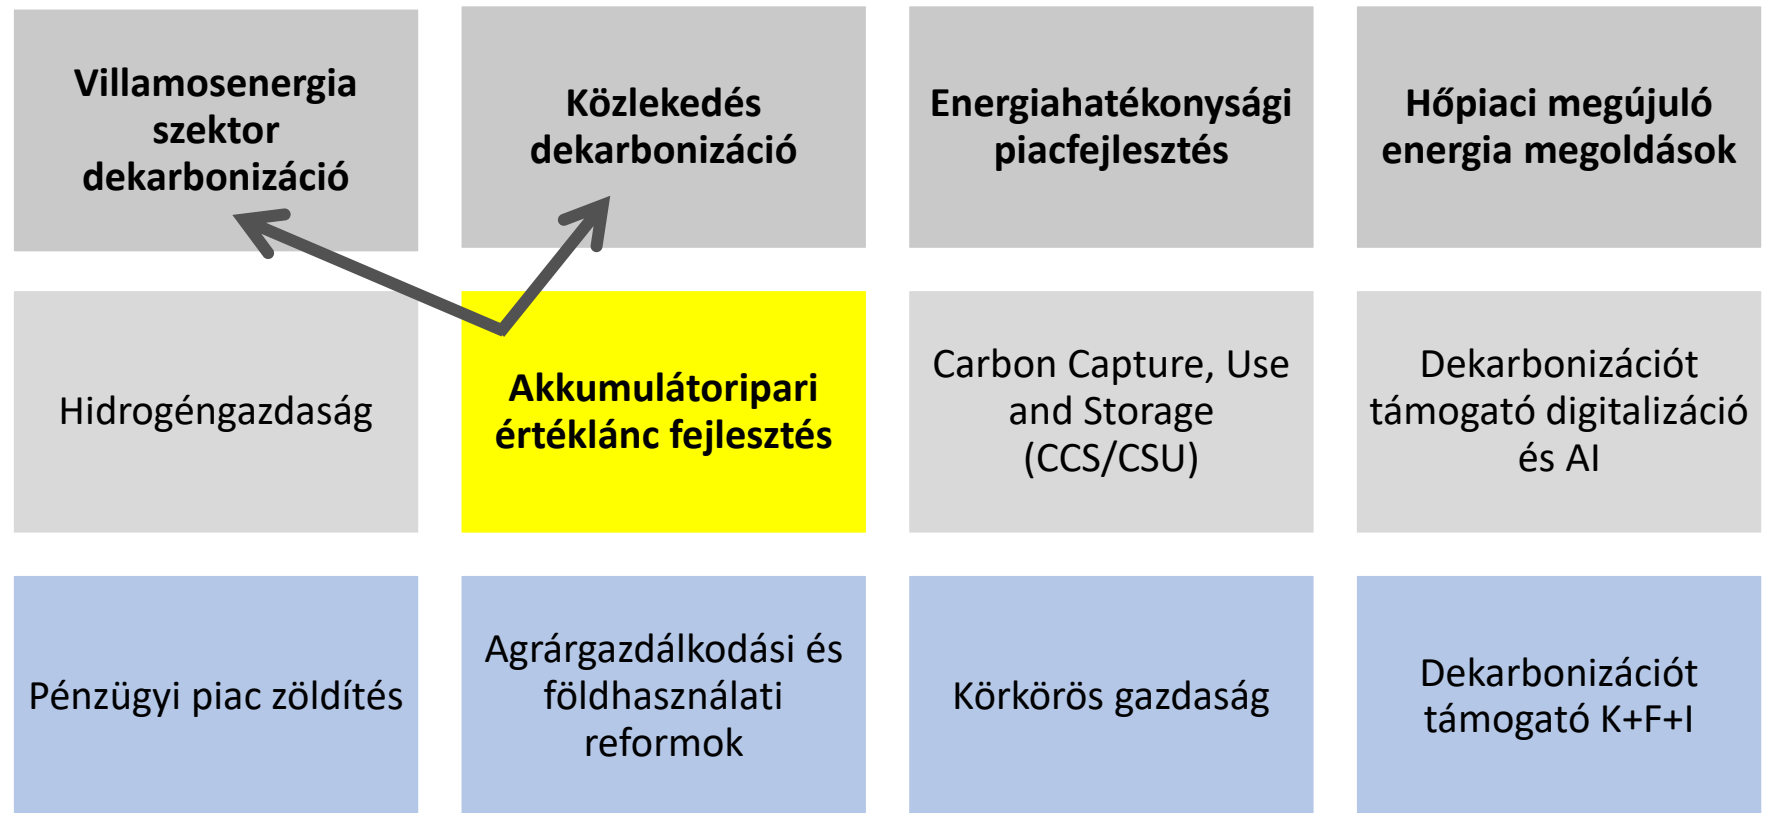 Villamosenergia
szektor
dekarbonizáció
Közlekedés
dekarbonizáció
Energiahatékonysági
piacfejlesztés
Hőpiaci megújuló
energia megoldások
Hidrogéngazdaság
Akkumulátoripari
értéklánc fejlesztés
Carbon Capture, Use
and Storage
(CCS/CSU)
Dekarbonizációt
támogató digitalizáció
és AI
Pénzügyi piac zöldítés
Agrárgazdálkodási és
földhasználati
reformok
Körkörös gazdaság
Dekarbonizációt
támogató K+F+I